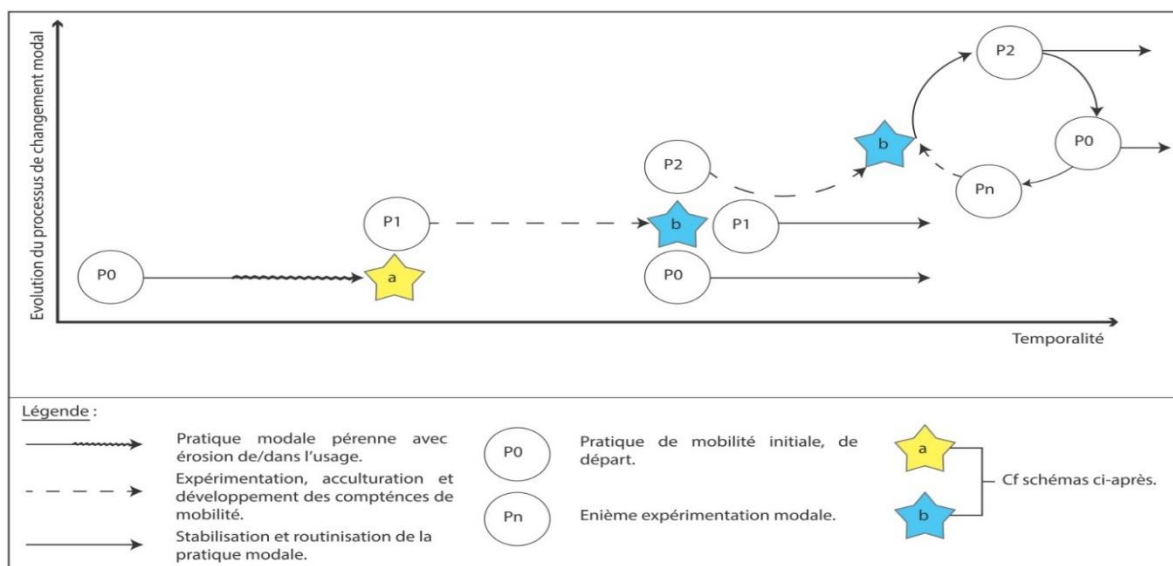 Evolution du processus de changement modal
P2
P0
b
P2
Pn
P1
b
P1
P0
a
P0
Temporalité
Légende :
Pratique modale pérenne avec
érosion de/dans l'usage.
Expérimentation, acculturation et
développement des compténces de
mobilité.
Stabilisation et routinisation de la
pratique modale.
P0
Pratique de mobilité initiale, de
départ.
Pn
Enième expérimentation modale.
a
b
Cf schémas ci-après.